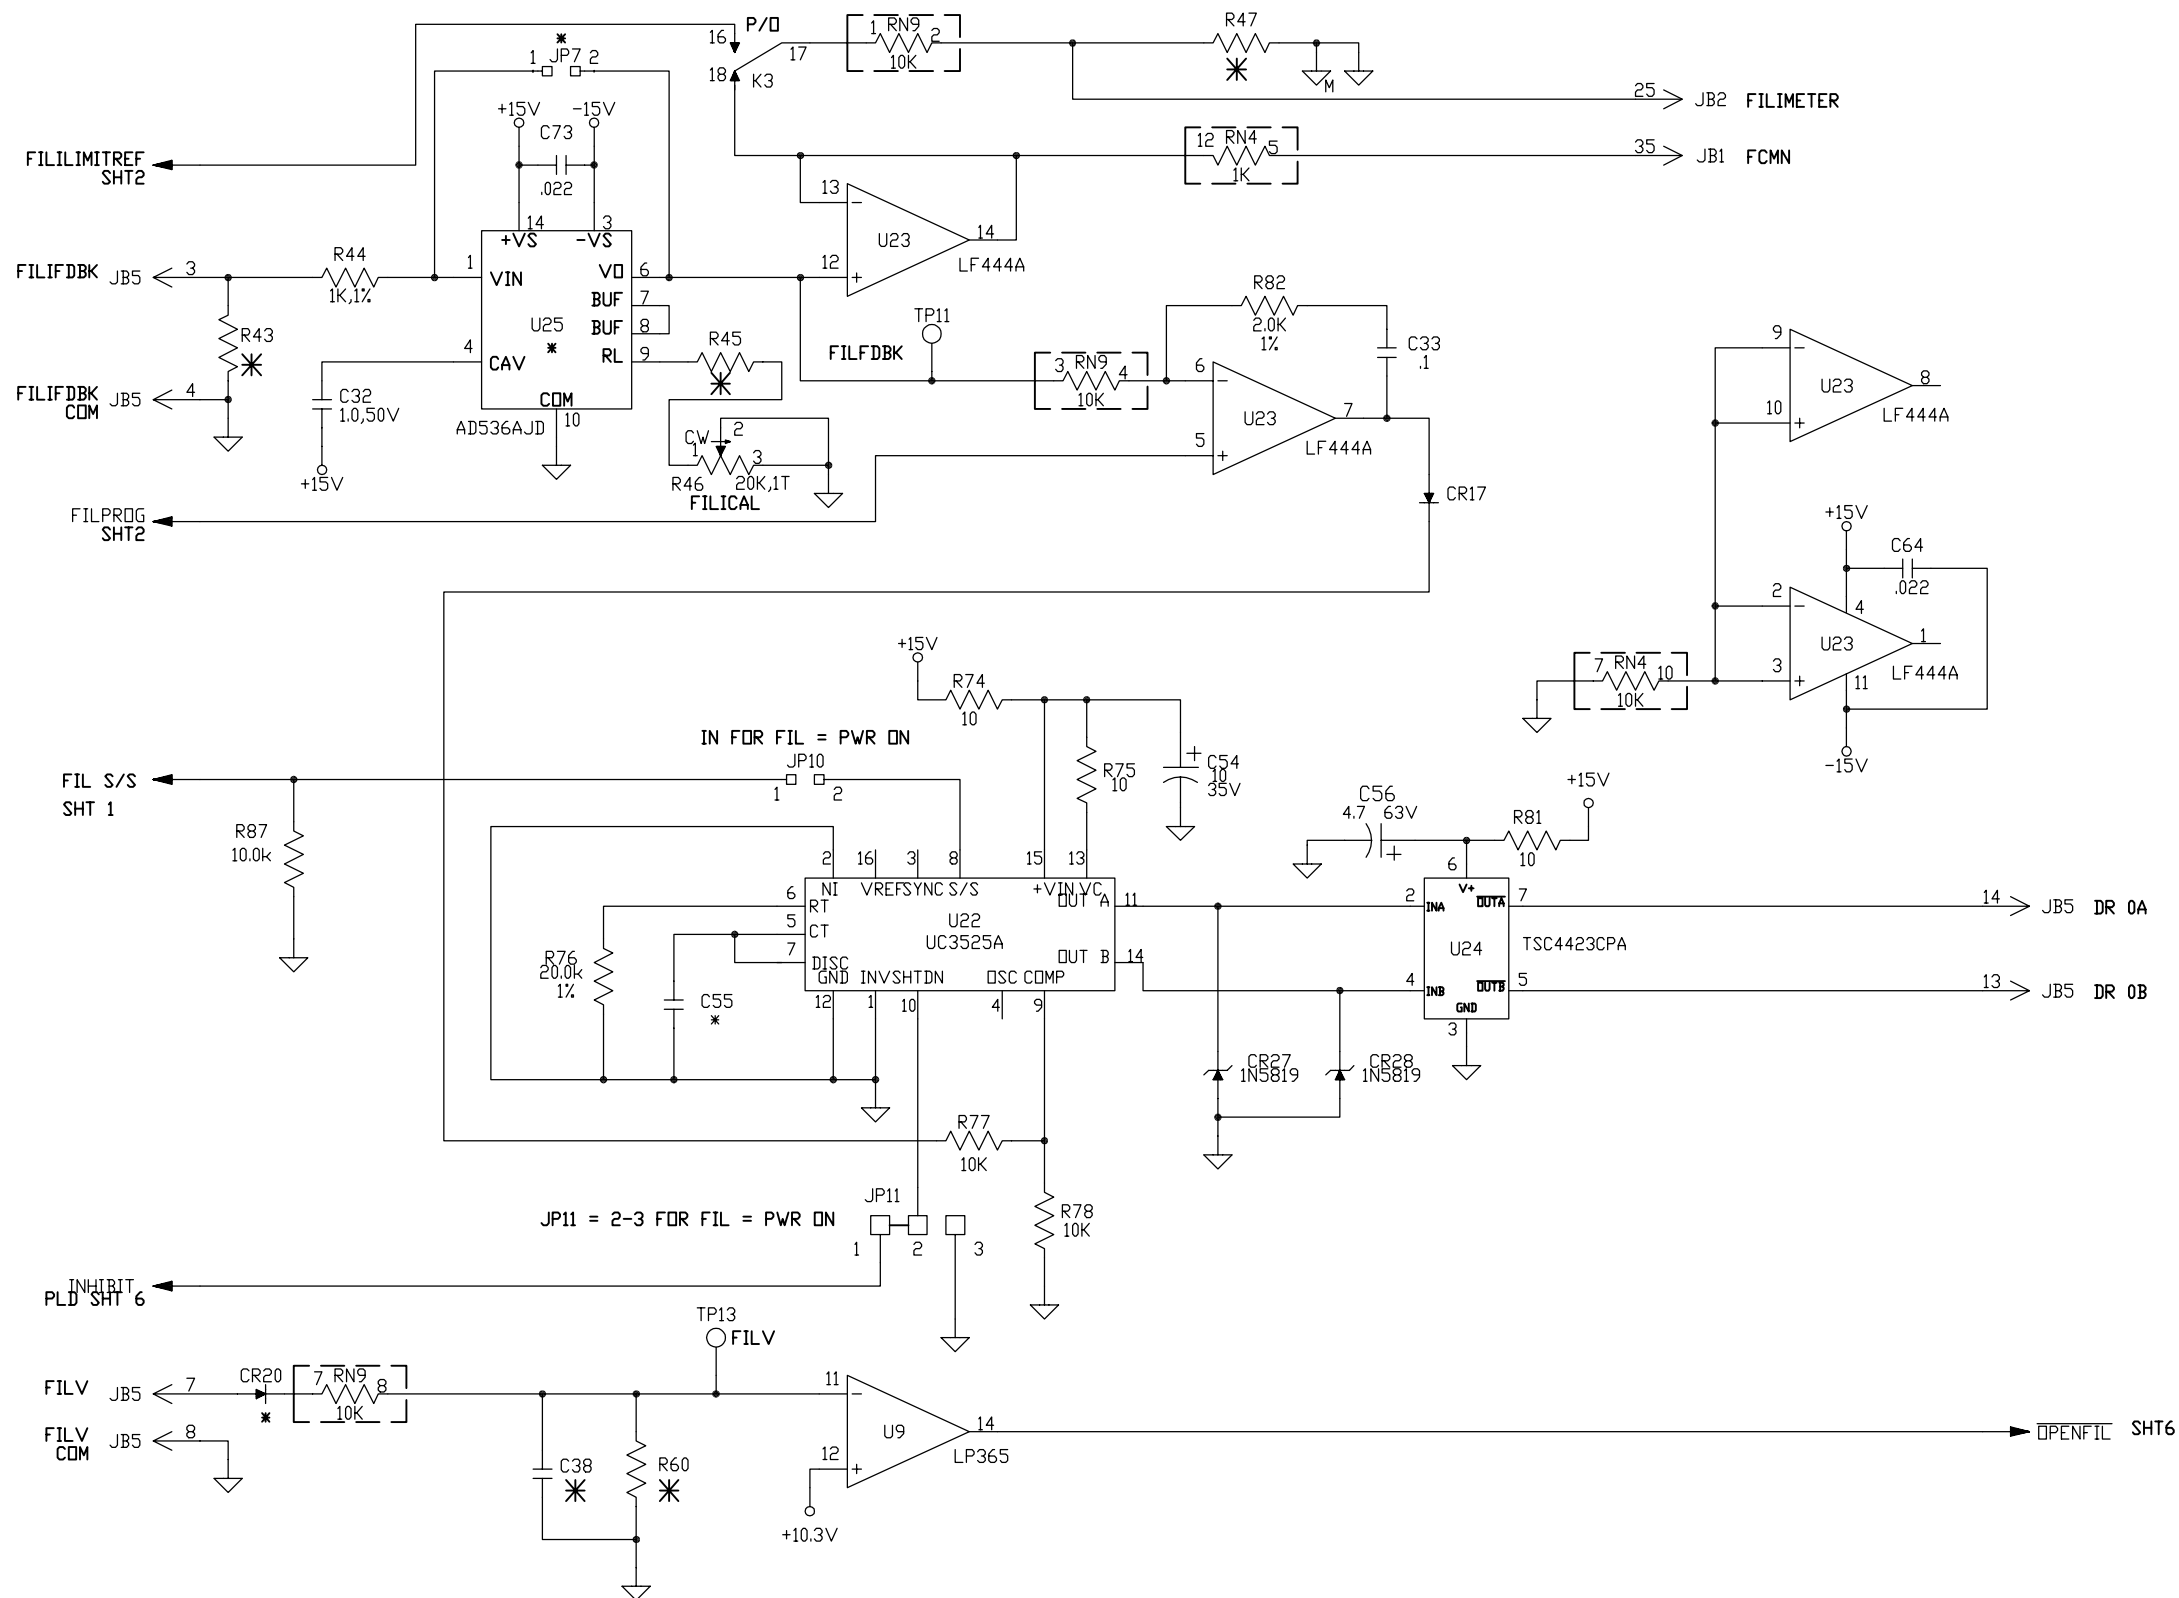 P/O
16
18
17
K3
1 RN9 2
10K
R47
M
25 JB2 FILIMETER
*
1 JP7 2
+15V -15V
C73
.022
FILILIMITREF
SHT2
12 RN4 5
1K
35 JB1 FCMN
14 3
+VS -VS
1 VIN
VO 6
BUF 7
BUF 8
RL 9
4 CAV
COM
10
U25
*
AD536AJD
13
12
14
U23
LF444A
FILIFDBK JB5 3
R44
1K,1%
R43
*
FILIFDBK
COM JB5 4
C32
1.0,50V
+15V
R45
*
CW
1 2 3
R46 20K,1T
FILICAL
TP11
FILFDBK
3 RN9 4
10K
R82
2.0K
1%
C33
.1
6
5
7
U23
LF444A
CR17
FILPROG
SHT2
9
10
8
U23
LF444A
+15V
C64
.022
2
3
4
11
1
U23
LF444A
-15V
7 RN4 10
10K
+15V
R74
10
IN FOR FIL = PWR ON
JP10
1 2
FIL S/S
SHT 1
R87
10.0k
R75
10
C54
10
35V
C56
4.7 63V
+15V
R81
10
2 16 3 8 15 13
NI VREF SYNC S/S +VIN VC
6 RT
5 CT
7 DISC
U22
UC3525A
OUT A 11
OUT B 14
GND INV SHTDN OSC COMP
12 1 10 4 9
R76
20.0k
1%
C55
*
6
V+
2 INA
OUTA 7
4 INB
OUTB 5
GND
3
U24
TSC4423CPA
14 JB5 DR 0A
13 JB5 DR 0B
CR27
1N5819
CR28
1N5819
R77
10K
R78
10K
JP11
JP11 = 2-3 FOR FIL = PWR ON
1 2 3
INHIBIT
PLD SHT 6
TP13
FILV
FILV JB5 7
CR20
*
7 RN9 8
10K
FILV
COM JB5 8
C38
*
R60
*
11
12
14
U9
LP365
+10.3V
OPENFIL SHT6